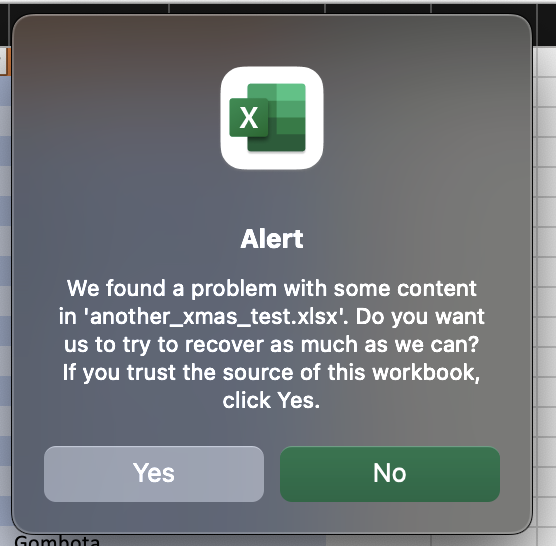 X
Alert
We found a problem with some content
in 'another_xmas_test.xlsx'. Do you want
us to try to recover as much as we can?
If you trust the source of this workbook,
click Yes.
Yes
No
Gombota